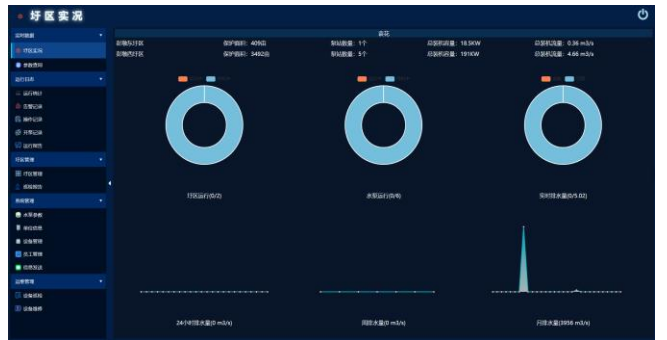 圩区实况
实时数据
盘花
圩区实况
彭墩东圩区 保护面积: 409亩 泵站数量: 1个 总装机容量: 18.5KW 总装机流量: 0.36 m3/s
彭墩西圩区 保护面积: 3492亩 泵站数量: 5个 总装机容量: 191KW 总装机流量: 4.66 m3/s
参数查询
运行日志
运行统计
告警记录
操作记录
开泵记录
运行报告
圩区管理
圩区管理
巡检报告
系统管理
水泵参数
单位信息
设备管理
员工管理
信息发送
运维管理
设备巡检
设备维修
圩区运行(0/2) 水泵运行(0/6) 实时排水量(0/5.02)
24小时排水量(0 m3/s) 周排水量(0 m3/s) 月排水量(3956 m3/s)